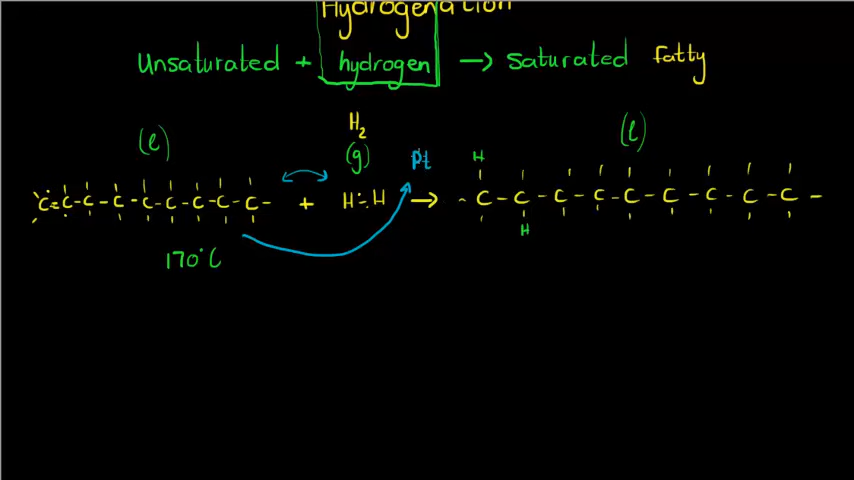 Hydrogenation
Unsaturated + hydrogen → saturated fatty
H2
(l) (g) Pt H (l)
C=C-C-C-C-C-C-C-C- + H-H → -C-C-C-C-C-C-C-C-C-
H
170°C